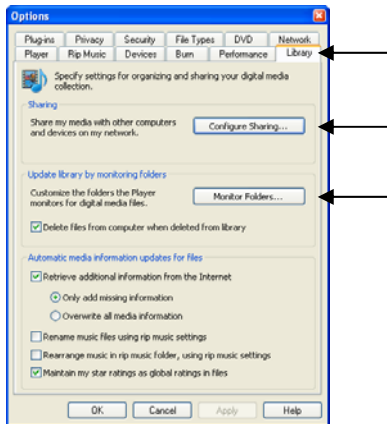 Options
Plug-ins Privacy Security File Types DVD Network
Player Rip Music Devices Burn Performance Library
Specify settings for organizing and sharing your digital media
collection.
Sharing
Share my media with other computers
and devices on my network.
Configure Sharing...
Update library by monitoring folders
Customize the folders the Player
monitors for digital media files.
Monitor Folders...
Delete files from computer when deleted from library
Automatic media information updates for files
Retrieve additional information from the Internet
Only add missing information
Overwrite all media information
Rename music files using rip music settings
Rearrange music in rip music folder, using rip music settings
Maintain my star ratings as global ratings in files
OK Cancel Apply Help